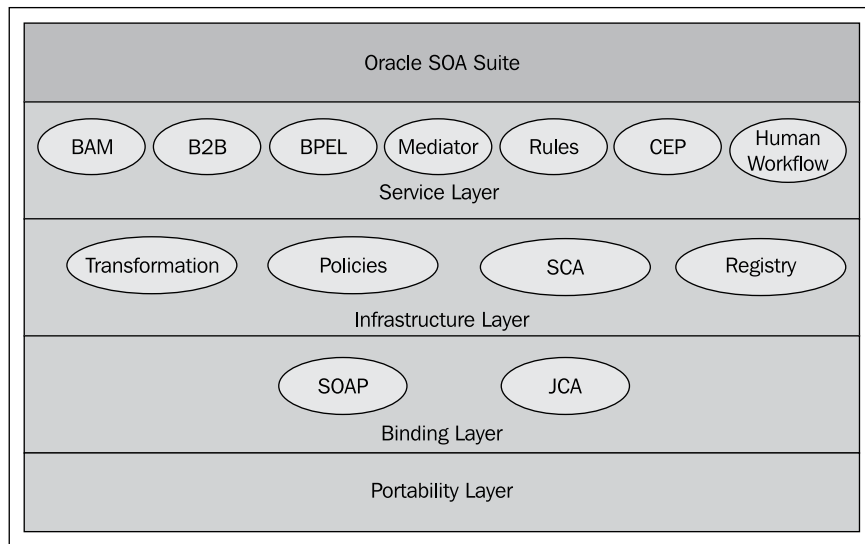 Oracle SOA Suite
BAM
B2B
BPEL
Mediator
Rules
CEP
Human
Workflow
Service Layer
Transformation
Policies
SCA
Registry
Infrastructure Layer
SOAP
JCA
Binding Layer
Portability Layer